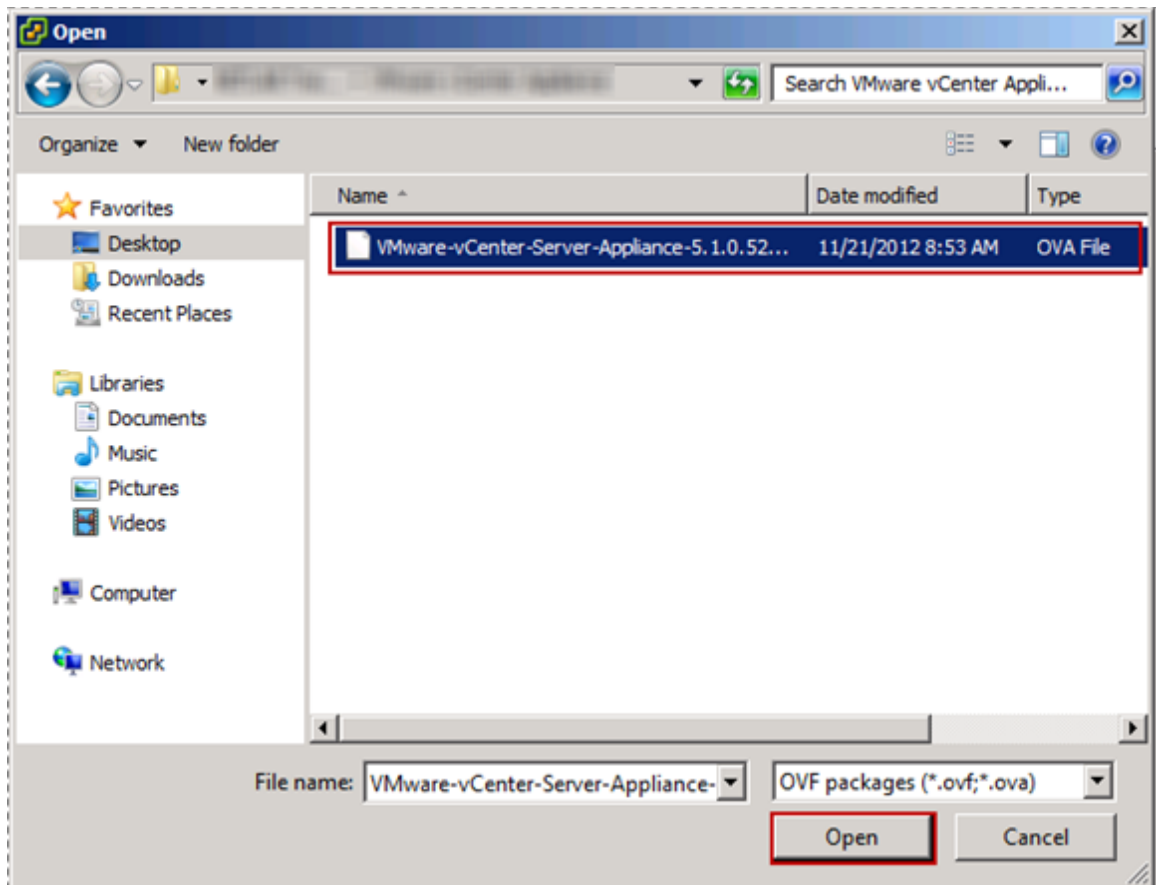 Open
Search VMware vCenter Appli...
Organize New folder
Name Date modified Type
Favorites
VMware-vCenter-Server-Appliance-5.1.0.52... 11/21/2012 8:53 AM OVA File
Desktop
Downloads
Recent Places
Libraries
Documents
Music
Pictures
Videos
Computer
Network
File name: VMware-vCenter-Server-Appliance- OVF packages (*.ovf;*.ova)
Open Cancel